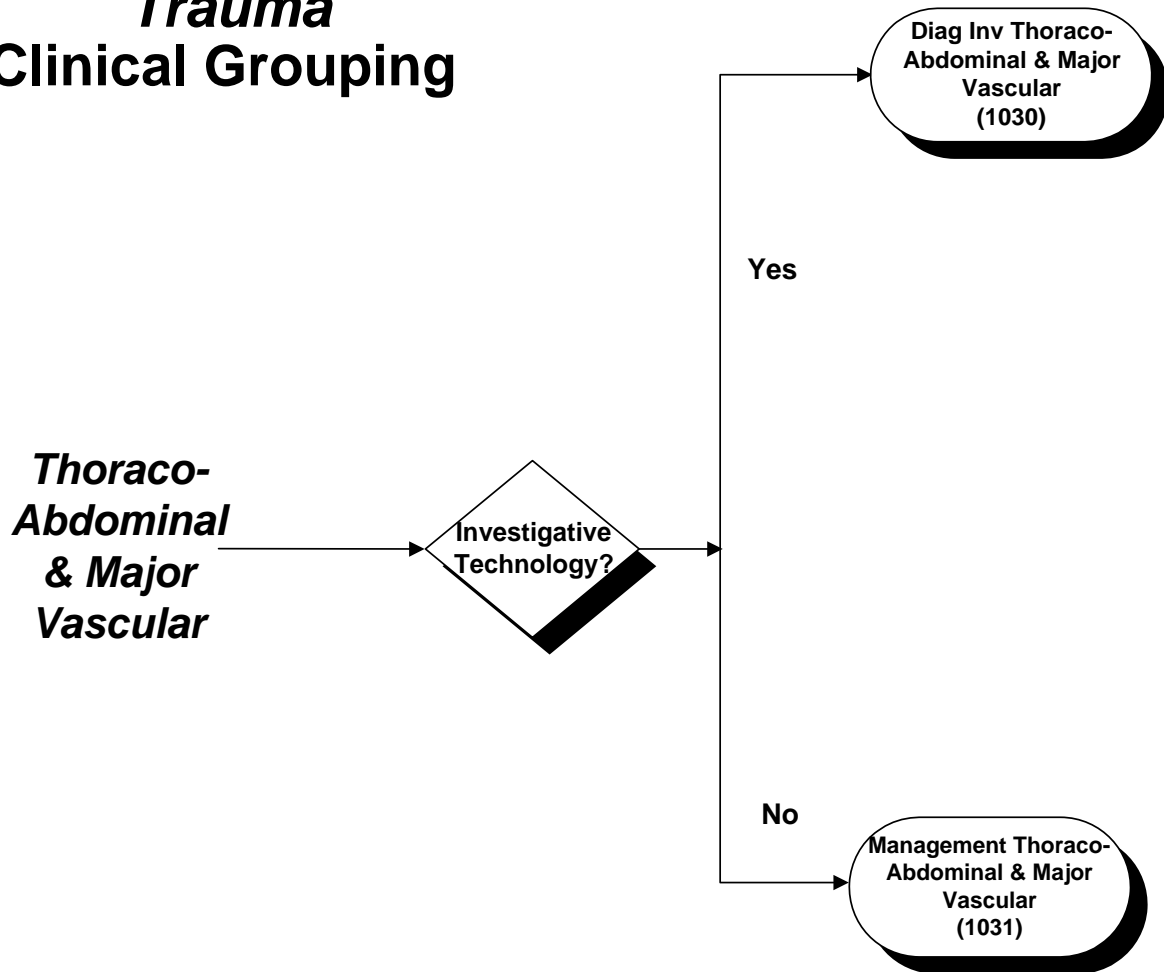 Trauma
Clinical Grouping
Diag Inv Thoraco-
Abdominal & Major
Vascular
(1030)
Yes
Thoraco-
Abdominal
& Major
Vascular
Investigative
Technology?
No
Management Thoraco-
Abdominal & Major
Vascular
(1031)